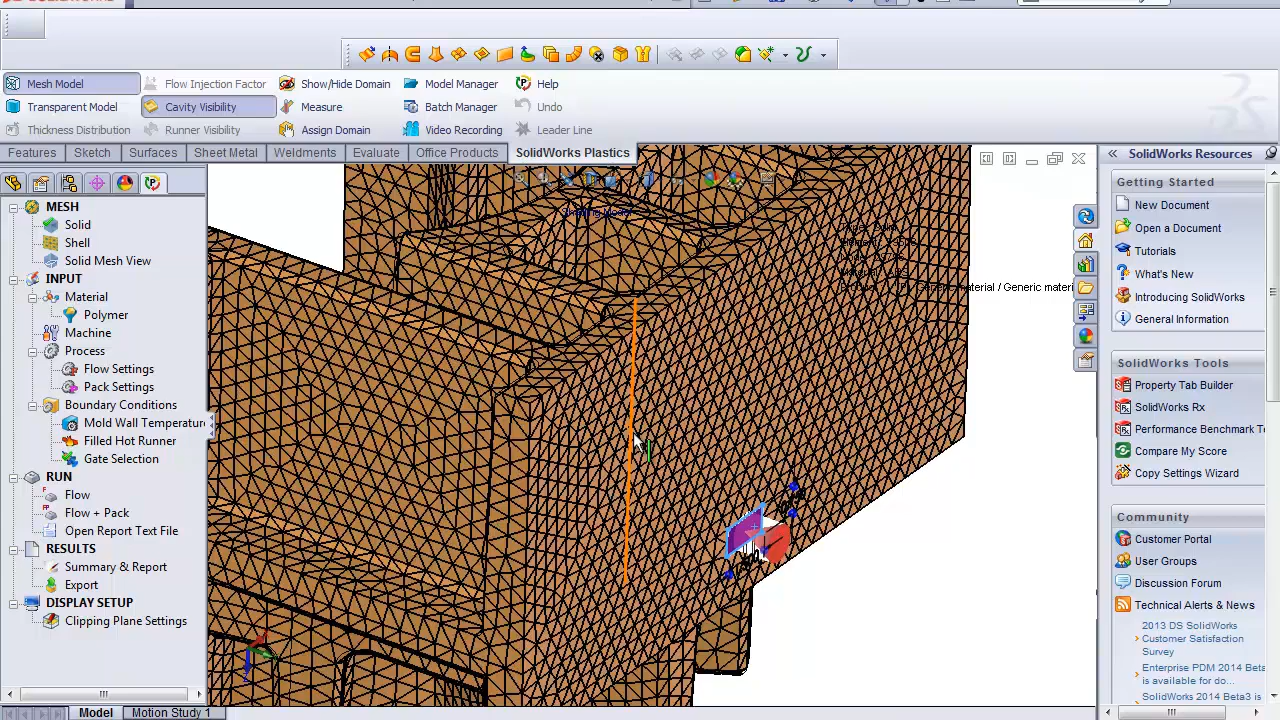 Mesh Model
Flow Injection Factor
Show/Hide Domain
Model Manager
Help
Transparent Model
Cavity Visibility
Measure
Batch Manager
Undo
Thickness Distribution
Runner Visibility
Assign Domain
Video Recording
Leader Line
Features
Sketch
Surfaces
Sheet Metal
Weldments
Evaluate
Office Products
SolidWorks Plastics
SolidWorks Resources
MESH
Solid
Shell
Solid Mesh View
INPUT
Material
Polymer
Machine
Process
Flow Settings
Pack Settings
Boundary Conditions
Mold Wall Temperature
Filled Hot Runner
Gate Selection
RUN
Flow
Flow + Pack
Open Report Text File
RESULTS
Summary & Report
Export
DISPLAY SETUP
Clipping Plane Settings
Generic material / Generic materi
Getting Started
New Document
Open a Document
Tutorials
What's New
Introducing SolidWorks
General Information
SolidWorks Tools
Property Tab Builder
SolidWorks Rx
Performance Benchmark Te
Compare My Score
Copy Settings Wizard
Community
Customer Portal
User Groups
Discussion Forum
Technical Alerts & News
2013 DS SolidWorks
Customer Satisfaction
Survey
Enterprise PDM 2014 Beta
is available for do...
SolidWorks 2014 Beta3 is
Model
Motion Study 1